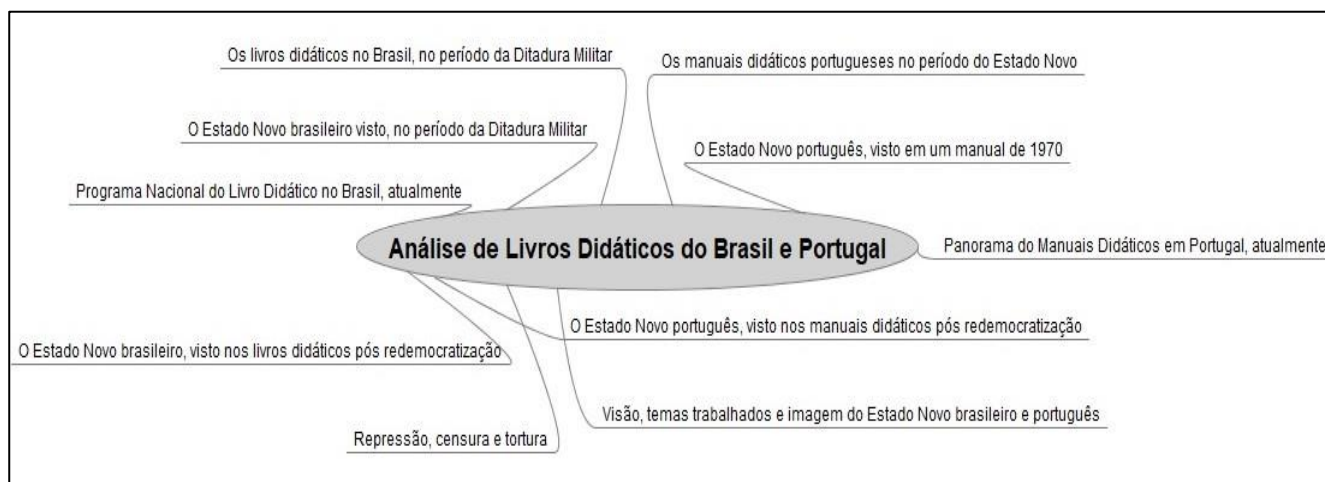 Os livros didáticos no Brasil, no período da Ditadura Militar
Os manuais didáticos portugueses no período do Estado Novo
O Estado Novo brasileiro visto, no período da Ditadura Militar
O Estado Novo português, visto em um manual de 1970
Programa Nacional do Livro Didático no Brasil, atualmente
Análise de Livros Didáticos do Brasil e Portugal
Panorama do Manuais Didáticos em Portugal, atualmente
O Estado Novo português, visto nos manuais didáticos pós redemocratização
O Estado Novo brasileiro, visto nos livros didáticos pós redemocratização
Visão, temas trabalhados e imagem do Estado Novo brasileiro e português
Repressão, censura e tortura